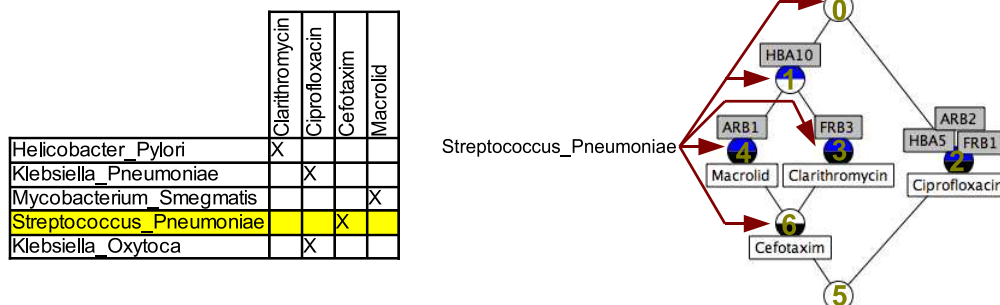 Clarithromycin
Ciprofloxacin
Cefotaxim
Macrolid
Helicobacter_Pylori X
Klebsiella_Pneumoniae X
Mycobacterium_Smegmatis X
Streptococcus_Pneumoniae X
Klebsiella_Oxytoca X
Streptococcus_Pneumoniae
0
HBA10
1
ARB1
4
Macrolid
FRB3
3
Clarithromycin
ARB2
HBA5
FRB1
2
Ciprofloxacin
6
Cefotaxim
5